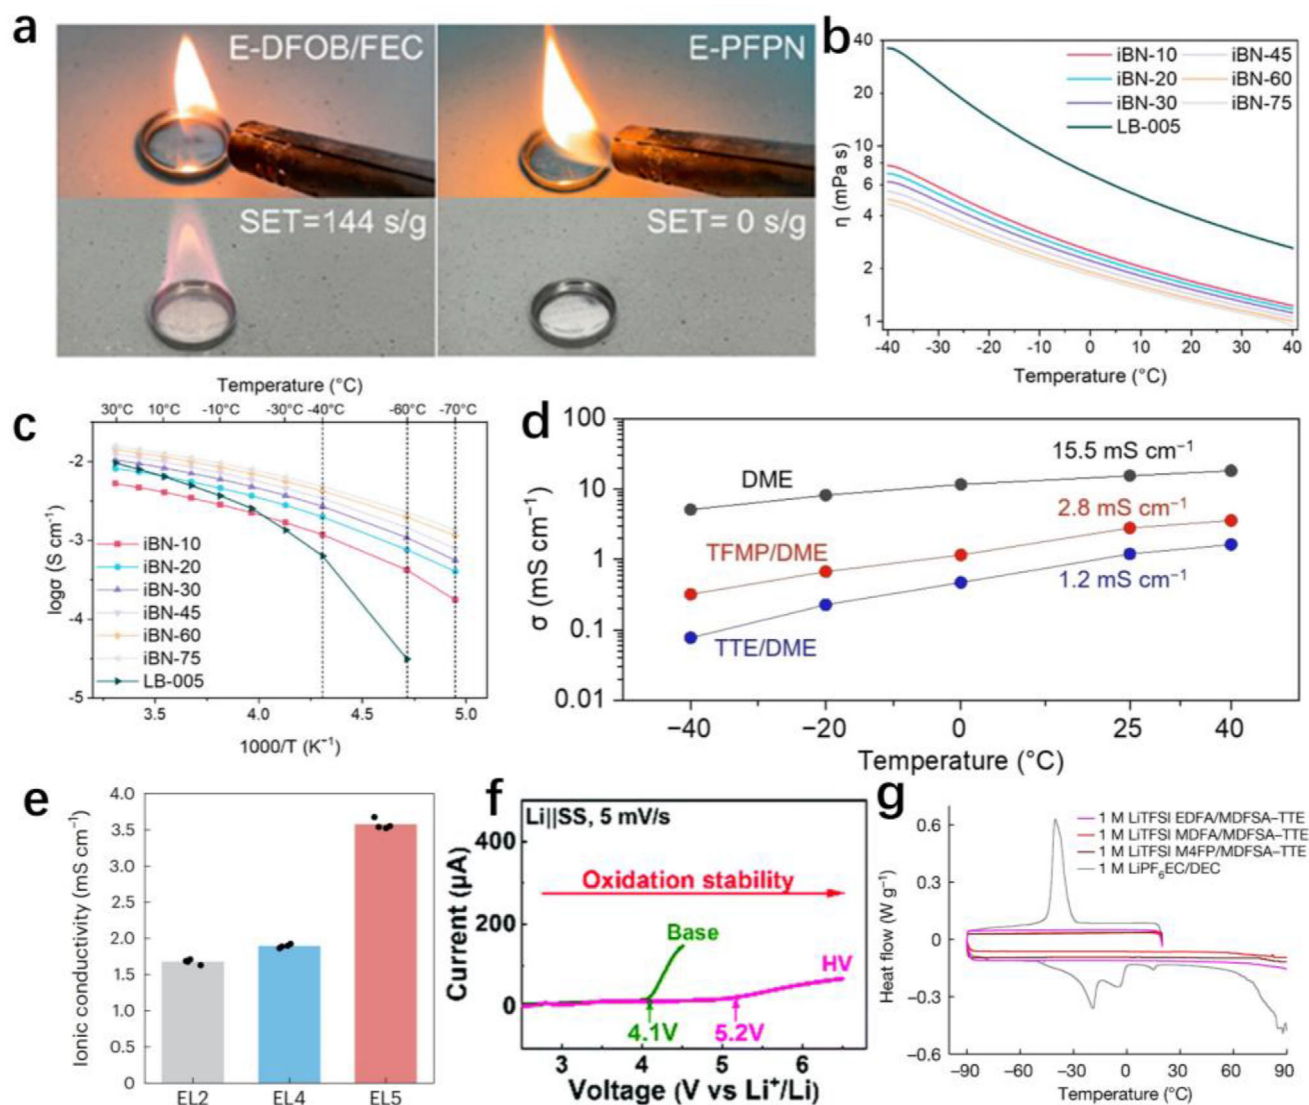 a
E-DFOB/FEC
E-PFPN
SET=144 s/g
SET= 0 s/g
b
η (mPa s)
40
20
10
8
6
4
2
1
iBN-10
iBN-45
iBN-20
iBN-60
iBN-30
iBN-75
LB-005
-40 -30 -20 -10 0 10 20 30 40
Temperature (°C)
c
Temperature (°C)
30°C 10°C -10°C -30°C -40°C -60°C -70°C
logσ (S cm⁻¹)
-2
-3
-4
-5
iBN-10
iBN-20
iBN-30
iBN-45
iBN-60
iBN-75
LB-005
3.5 4.0 4.5 5.0
1000/T (K⁻¹)
d
σ (mS cm⁻¹)
100
10
1
0.1
0.01
DME
15.5 mS cm⁻¹
TFMP/DME
2.8 mS cm⁻¹
TTE/DME
1.2 mS cm⁻¹
−40 −20 0 25 40
Temperature (°C)
e
Ionic conductivity (mS cm⁻¹)
4.0
3.5
3.0
2.5
2.0
1.5
1.0
0.5
0
EL2 EL4 EL5
f
Li||SS, 5 mV/s
Current (μA)
400
200
0
Oxidation stability
Base
HV
4.1V
5.2V
3 4 5 6
Voltage (V vs Li⁺/Li)
g
1 M LiTFSI EDFA/MDFSA–TTE
1 M LiTFSI MDFA/MDFSA–TTE
1 M LiTFSI M4FP/MDFSA–TTE
1 M LiPF₆EC/DEC
Heat flow (W g⁻¹)
0.6
0.3
0
−0.3
−0.6
−90 −60 −30 0 30 60 90
Temperature (°C)